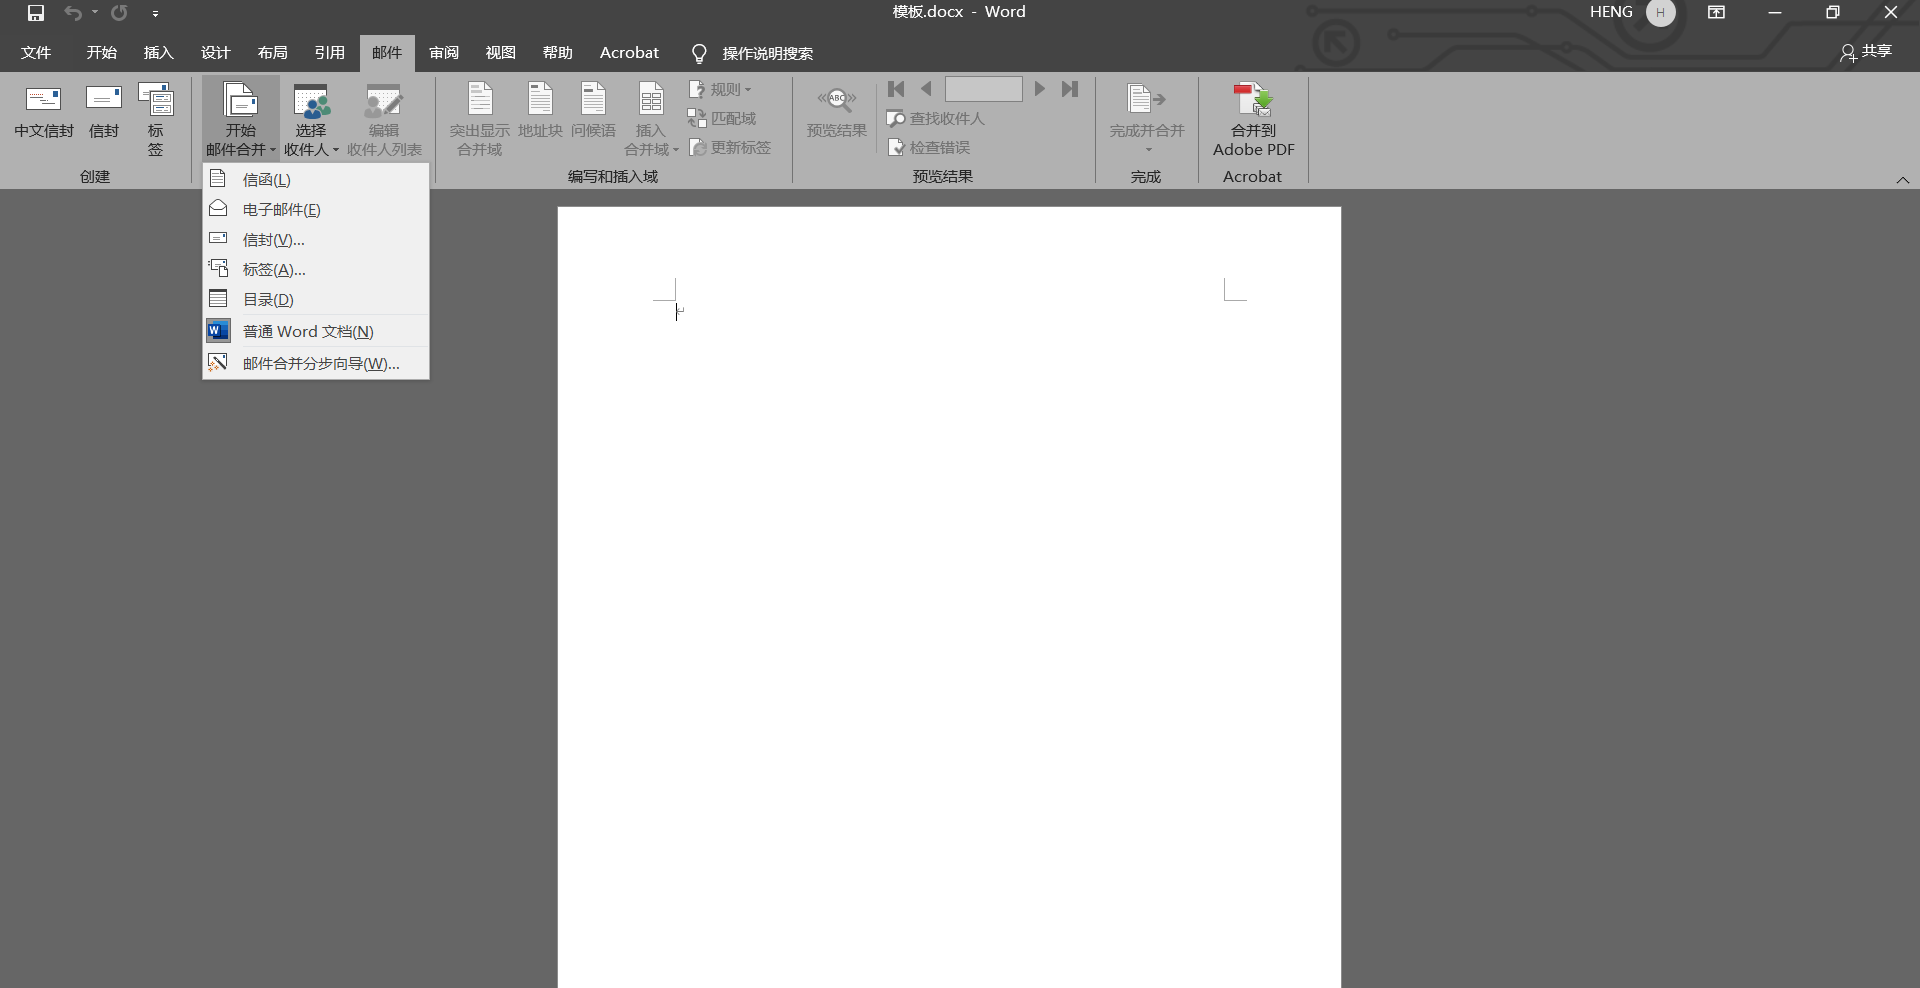 模板.docx - Word
HENG
H
文件 开始 插入 设计 布局 引用 邮件 审阅 视图 帮助 Acrobat 操作说明搜索 共享
中文信封
信封
标
签
创建
开始
邮件合并
选择
收件人
编辑
收件人列表
突出显示
合并域
地址块
问候语
插入
合并域
规则
匹配域
更新标签
编写和插入域
ABC
预览结果
查找收件人
检查错误
预览结果
完成并合并
完成
合并到
Adobe PDF
Acrobat
信函(L)
电子邮件(E)
信封(V)...
标签(A)...
目录(D)
W
普通 Word 文档(N)
邮件合并分步向导(W)...